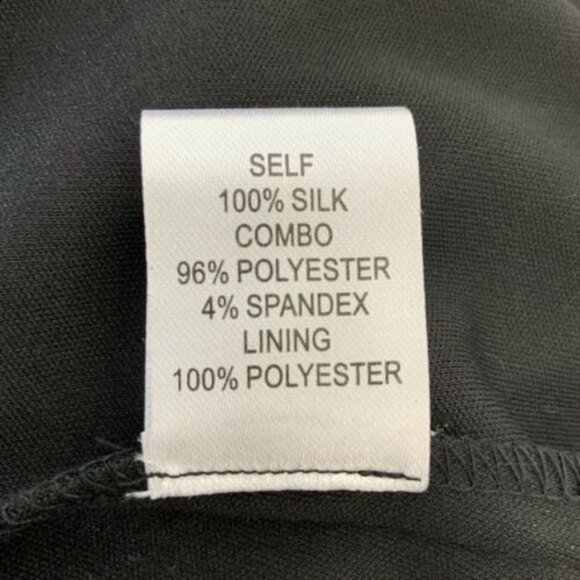 SELF
100% SILK
COMBO
96% POLYESTER
4% SPANDEX
LINING
100% POLYESTER